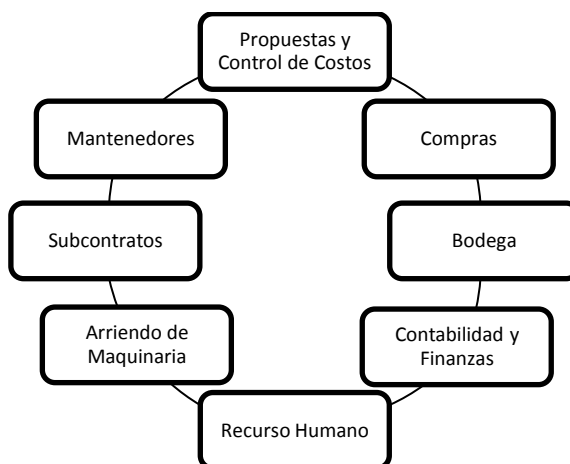 Propuestas y
Control de Costos
Compras
Bodega
Contabilidad y
Finanzas
Recurso Humano
Arriendo de
Maquinaria
Subcontratos
Mantenedores